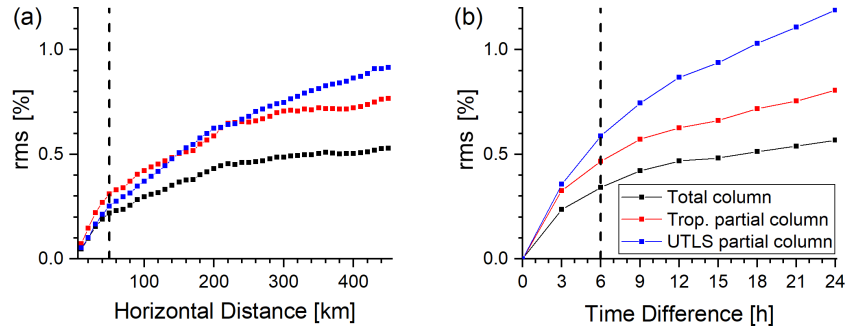 (a)
rms [%]
1.0
0.5
0.0
100 200 300 400
Horizontal Distance [km]
(b)
rms [%]
1.0
0.5
0.0
Total column
Trop. partial column
UTLS partial column
0 3 6 9 12 15 18 21 24
Time Difference [h]